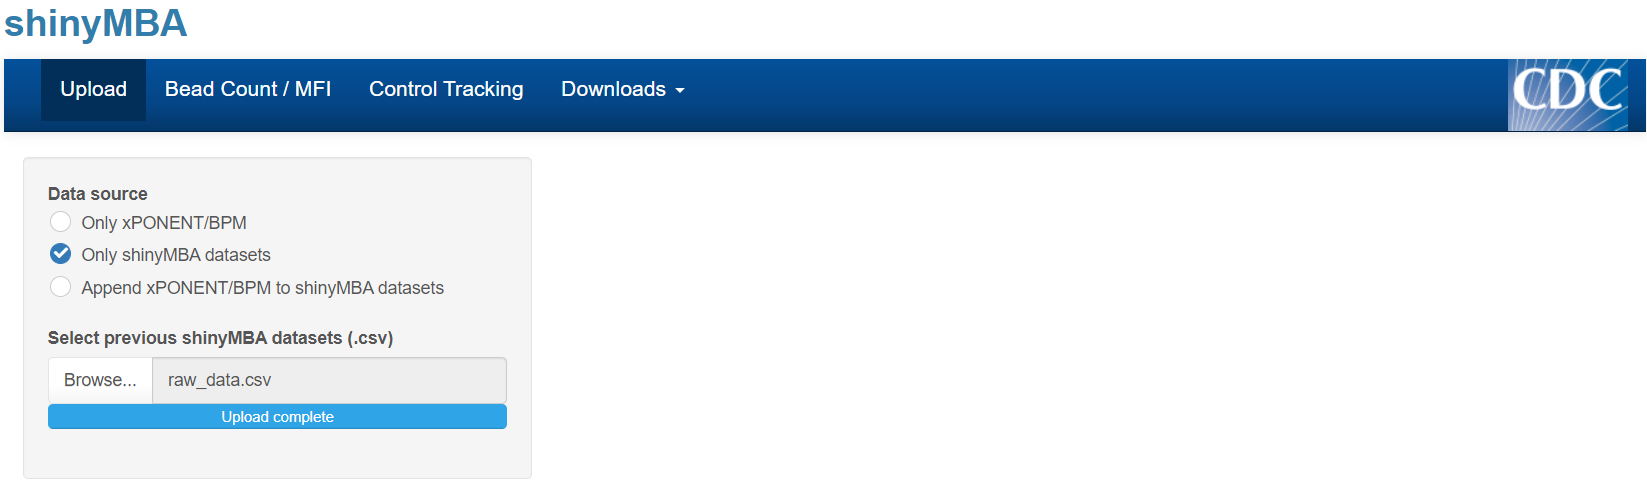 shinyMBA
Upload Bead Count / MFI Control Tracking Downloads
CDC
Data source
Only xPONENT/BPM
Only shinyMBA datasets
Append xPONENT/BPM to shinyMBA datasets
Select previous shinyMBA datasets (.csv)
Browse... raw_data.csv
Upload complete